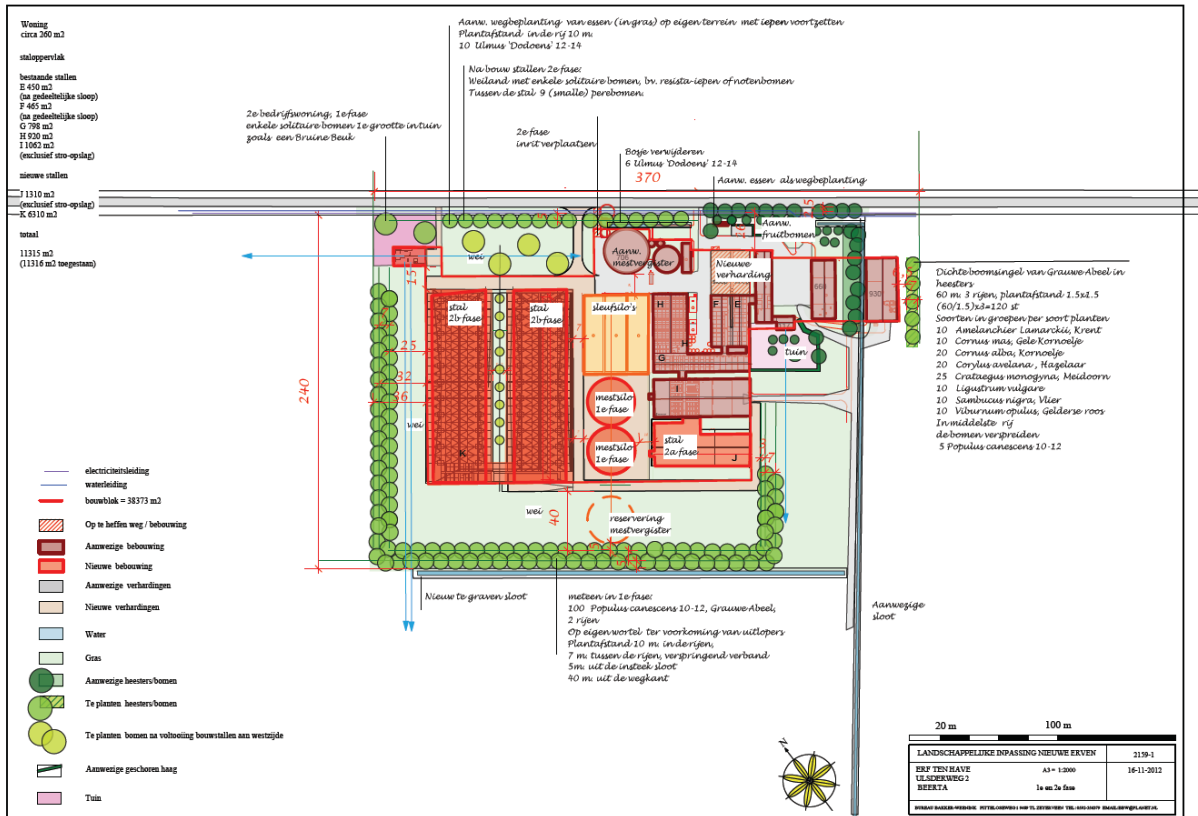 Woning
circa 260 m2
staloppervlak
bestaande stallen
E 450 m2
(na gedeeltelijke sloop)
F 465 m2
(na gedeeltelijke sloop)
G 798 m2
H 920 m2
I 1062 m2
(exclusief stro-opslag)
nieuwe stallen
J 1310 m2
(exclusief stro-opslag)
K 6310 m2
totaal
11315 m2
(11316 m2 toegestaan)
Aanw. wegbeplanting van essen (in gras) op eigen terrein met iepen voortzetten
Plantafstand in de rij 10 m.
10 Ulmus 'Dodoens' 12-14
Na bouw stallen 2e fase:
Weiland met enkele solitaire bomen, bv. resista-iepen of notenbomen
Tussen de stal 9 (smalle) perebomen.
2e bedrijfswoning, 1e fase
enkele solitaire bomen 1e grootte in tuin
zoals een Bruine Beuk
2e fase
inrit verplaatsen
Bosje verwijderen
6 Ulmus 'Dodoens' 12-14
370
Aanw. essen als wegbeplanting
Aanw.
fruitbomen
wei
Aanw.
mestvergister
706
Nieuwe
verharding
660
930
15
stal
2b fase
stal
2b fase
sleufsilo's
H
F
E
H
G
tuin
25
32
36
240
wei
mestsilo
1e fase
I
mestsilo
1e fase
stal
2a fase
J
K
3
7
wei
40
reservering
mestvergister
Dichte boomsingel van Grauwe Abeel in
heesters
60 m. 3 rijen, plantafstand 1.5x1.5
(60/1.5)x3=120 st
Soorten in groepen per soort planten
10 Amelanchier Lamarckii, Krent
10 Cornus mas, Gele Kornoelje
20 Cornus alba, Kornoelje
20 Corylus avelana , Hazelaar
25 Crataegus monogyna, Meidoorn
10 Ligustrum vulgare
10 Sambucus nigra, Vlier
10 Viburnum opulus, Gelderse roos
In middelste rij
de bomen verspreiden
5 Populus canescens 10-12
electriciteitsleiding
waterleiding
bouwblok = 38373 m2
Op te heffen weg / bebouwing
Aanwezige bebouwing
Nieuwe bebouwing
Aanwezige verhardingen
Nieuwe verhardingen
Water
Gras
Aanwezige heesters/bomen
Te planten heesters/bomen
Te planten bomen na voltooiing bouwstallen aan westzijde
Aanwezige geschoren haag
Tuin
Nieuw te graven sloot
meteen in 1e fase:
100 Populus canescens 10-12, Grauwe Abeel,
2 rijen
Op eigen wortel ter voorkoming van uitlopers
Plantafstand 10 m. in de rijen,
7 m. tussen de rijen, verspringend verband
5m. uit de insteek sloot
40 m. uit de wegkant
Aanwezige
sloot
N
20 m
100 m
LANDSCHAPPELIJKE INPASSING NIEUWE ERVEN
2159-1
ERF TEN HAVE
ULSDERWEG 2
BEERTA
A3 = 1:2000
1e en 2e fase
16-11-2012